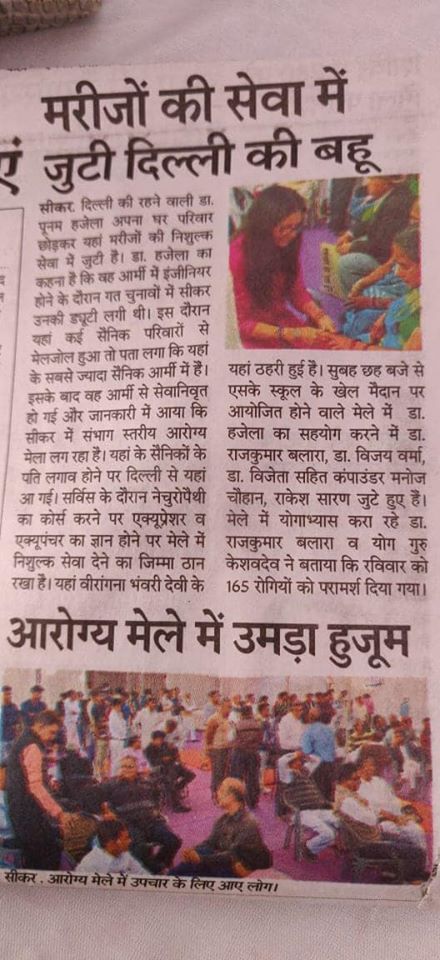 मरीजों की सेवा में
जुटी दिल्ली की बहू
सीकर. दिल्ली की रहने वाली डा.
पूनम हजेला अपना घर परिवार
छोड़कर यहां मरीजों की निशुल्क
सेवा में जुटी है। डा. हजेला का
कहना है कि वह आर्मी में इंजीनियर
होने के दौरान गत चुनावों में सीकर
उनकी ड्यूटी लगी थी। इस दौरान
यहां कई सैनिक परिवारों से
मेलजोल हुआ तो पता लगा कि यहां
के सबसे ज्यादा सैनिक आर्मी में है।
इसके बाद वह आर्मी से सेवानिवृत
हो गई और जानकारी में आया कि
सीकर में संभाग स्तरीय आरोग्य
मेला लग रहा है। यहां के सैनिकों के
पति लगाव होने पर दिल्ली से यहां
आ गई। सर्विस के दौरान नेचुरोपैथी
का कोर्स करने पर एक्यूप्रेशर व
एक्यूपंचर का ज्ञान होने पर मेले में
निशुल्क सेवा देने का जिम्मा ठान
रखा है। यहां वीरांगना भंवरी देवी के
यहां ठहरी हुई है। सुबह छह बजे से
एसके स्कूल के खेल मैदान पर
आयोजित होने वाले मेले में डा.
हजेला का सहयोग करने में डा.
राजकुमार बलारा, डा. विजय वर्मा,
डा. विजेता सहित कंपाउंडर मनोज
चौहान, राकेश सारण जुटे हुए है।
मेले में योगाभ्यास करा रहे डा.
राजकुमार बलारा व योग गुरु
केशवदेव ने बताया कि रविवार को
165 रोगियों को परामर्श दिया गया।
आरोग्य मेले में उमड़ा हुजूम
सीकर . आरोग्य मेले में उपचार के लिए आए लोग।